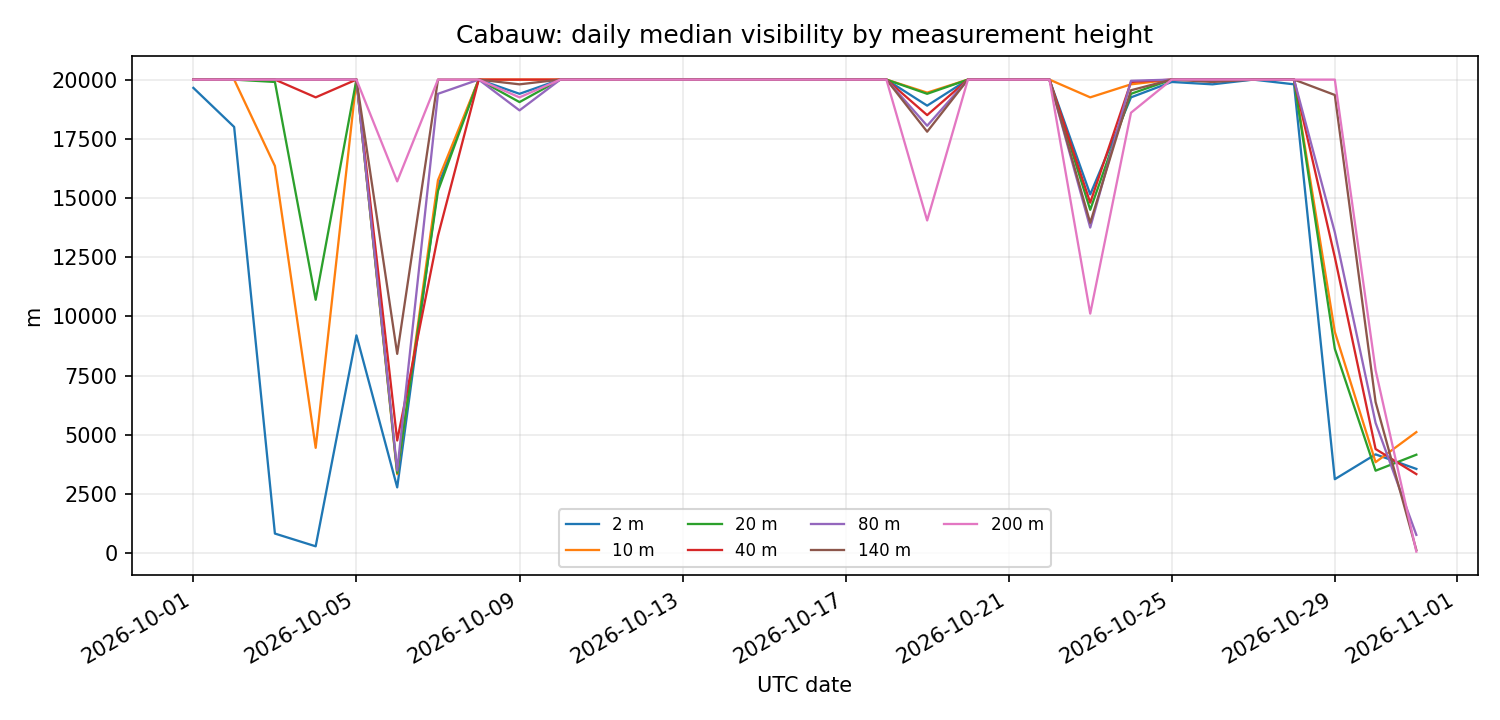 Cabauw: daily median visibility by measurement height
m
20000
17500
15000
12500
10000
7500
5000
2500
0
2 m
20 m
80 m
200 m
10 m
40 m
140 m
2026-10-01
2026-10-05
2026-10-09
2026-10-13
2026-10-17
2026-10-21
2026-10-25
2026-10-29
2026-11-01
UTC date